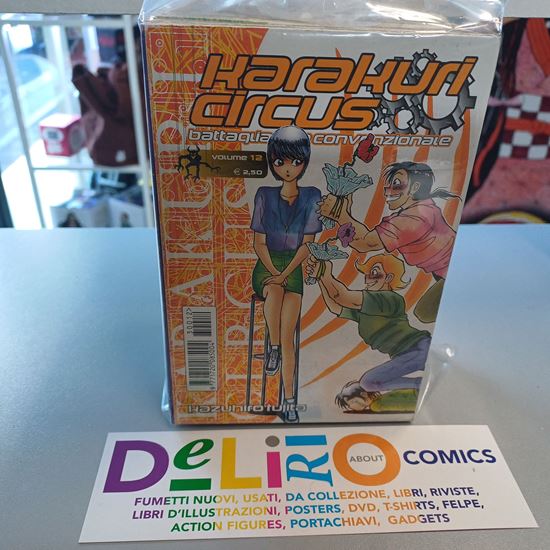 Karakuri
Circus
battaglia convenzionale
volume 12
€ 2,50
Kazuhiro Fujita
DeLiRiO
ABOUT
COMICS
FUMETTI NUOVI, USATI, DA COLLEZIONE, LIBRI, RIVISTE,
LIBRI D'ILLUSTRAZIONI, POSTERS, DVD, T-SHIRTS, FELPE,
ACTION FIGURES, PORTACHIAVI, GADGETS